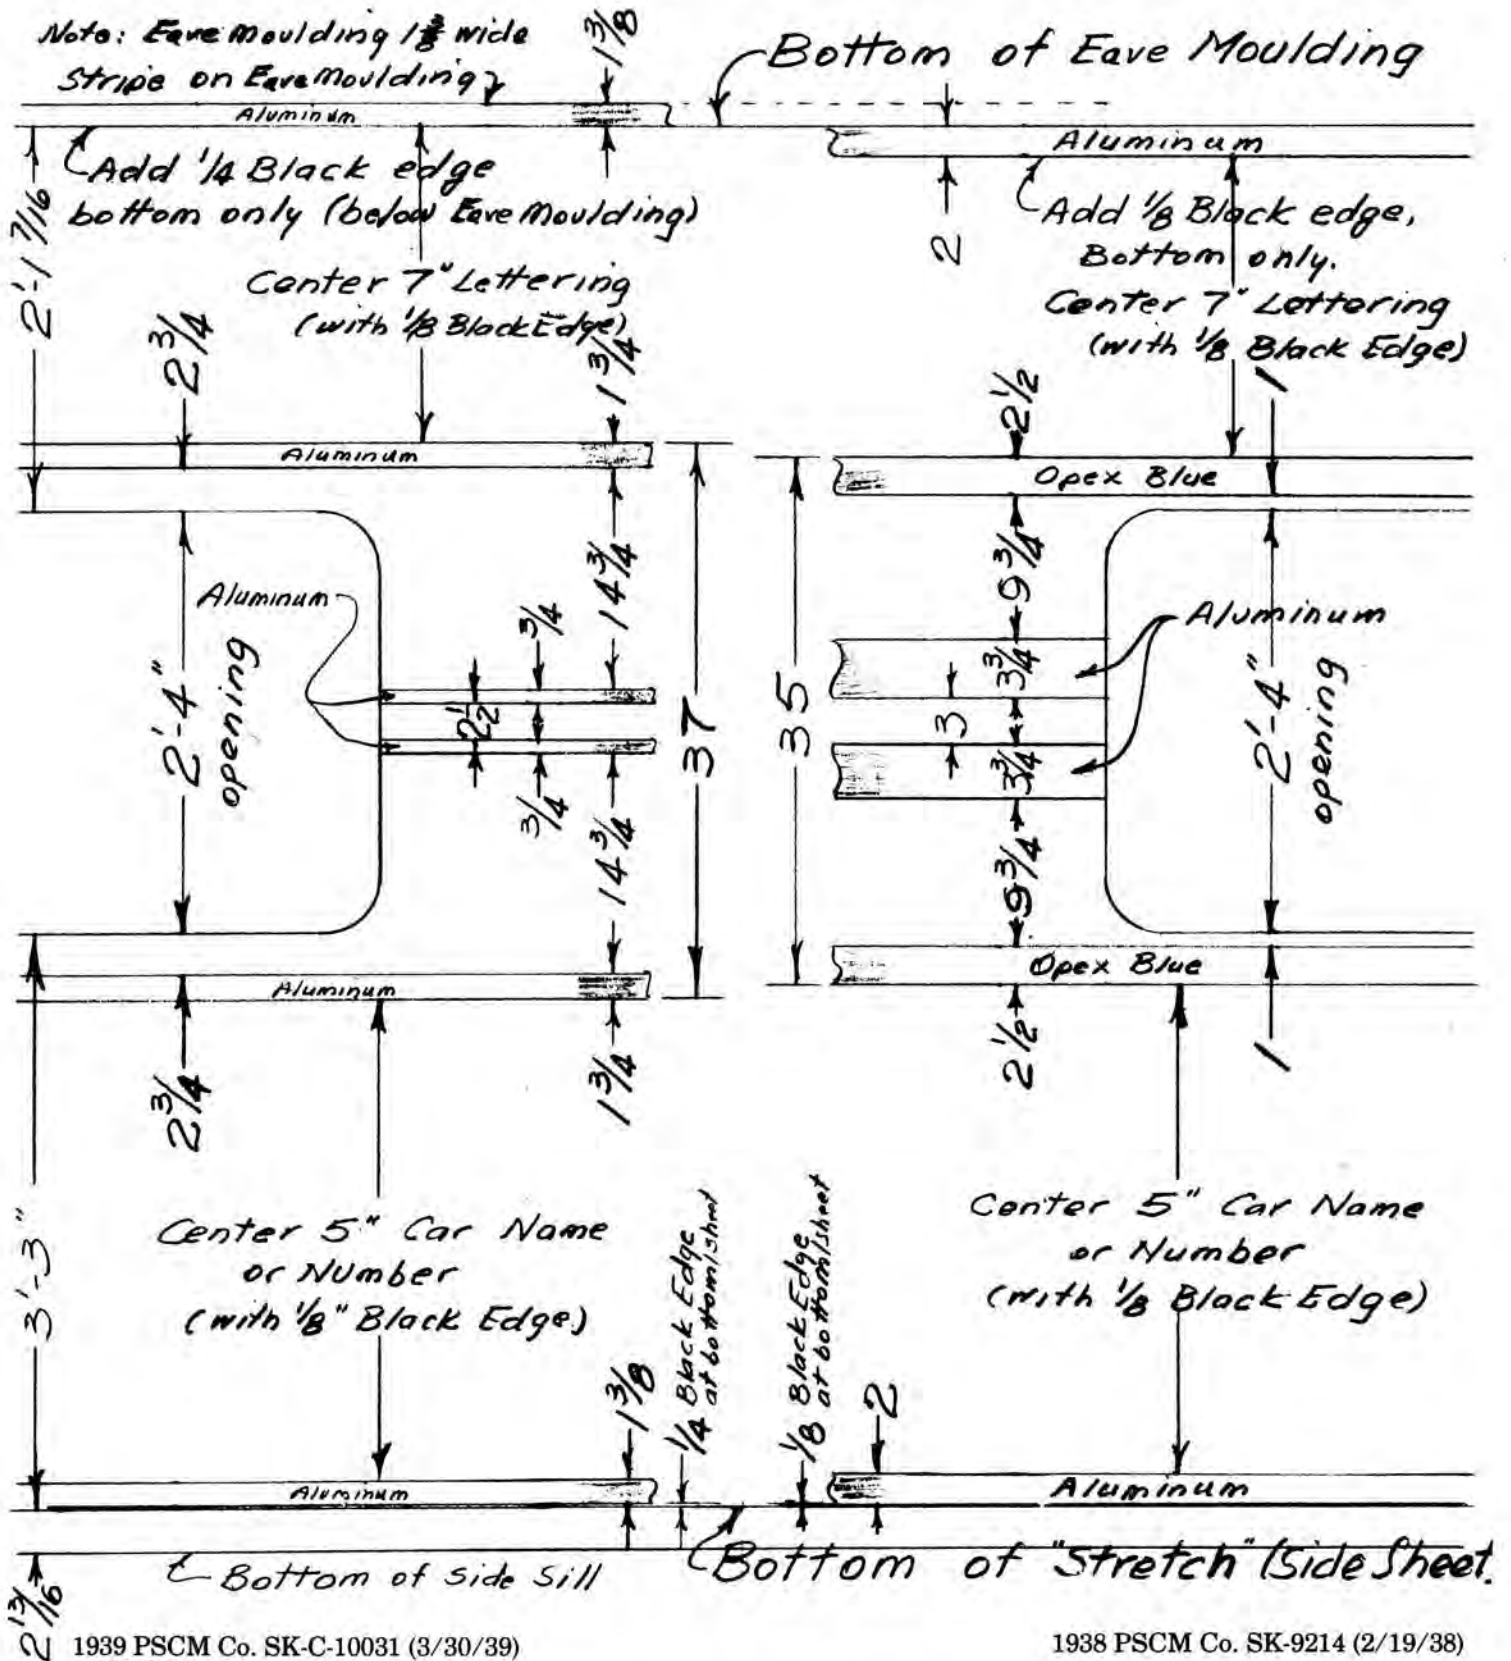 Note: Eave Moulding 1 3/8 wide
Stripe on Eave Moulding
1 3/8
Bottom of Eave Moulding
Aluminum
Aluminum
Add 1/4 Black edge
bottom only (below Eave Moulding)
2
Add 1/8 Black edge,
Bottom only.
2'-1 7/16
Center 7" Lettering
(with 1/8 Black Edge)
Center 7" Lettering
(with 1/8 Black Edge)
2 3/4
1 3/4
2 1/2
1
Aluminum
Opex Blue
14 3/4
9 3/4
Aluminum
3/4
Aluminum
2'-4"
opening
2 1/2
37
35
3
3 3/4
3 3/4
2'-4"
opening
3/4
14 3/4
9 3/4
Aluminum
Opex Blue
2 3/4
1 3/4
2 1/2
1
3'-3"
Center 5" Car Name
or Number
(with 1/8" Black Edge)
Center 5" Car Name
or Number
(with 1/8 Black Edge)
1 3/8
1/4 Black Edge
at bottom/sheet
1/8 Black Edge
at bottom/sheet
2
Aluminum
Aluminum
Bottom of Side Sill
Bottom of "Stretch" (Side Sheet.
2 13/16
1939 PSCM Co. SK-C-10031 (3/30/39)
1938 PSCM Co. SK-9214 (2/19/38)